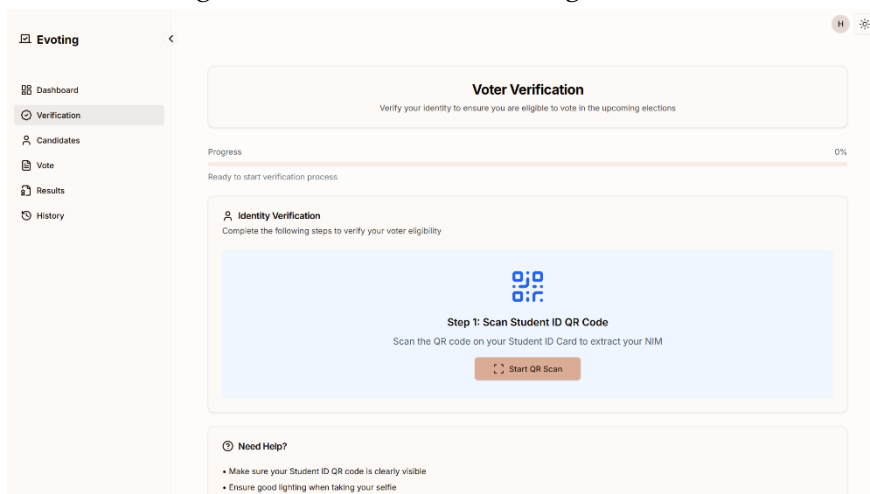 H
Evoting
Dashboard
Verification
Candidates
Vote
Results
History
Voter Verification
Verify your identity to ensure you are eligible to vote in the upcoming elections
Progress 0%
Ready to start verification process
Identity Verification
Complete the following steps to verify your voter eligibility
Step 1: Scan Student ID QR Code
Scan the QR code on your Student ID Card to extract your NIM
Start QR Scan
Need Help?
• Make sure your Student ID QR code is clearly visible
• Ensure good lighting when taking your selfie